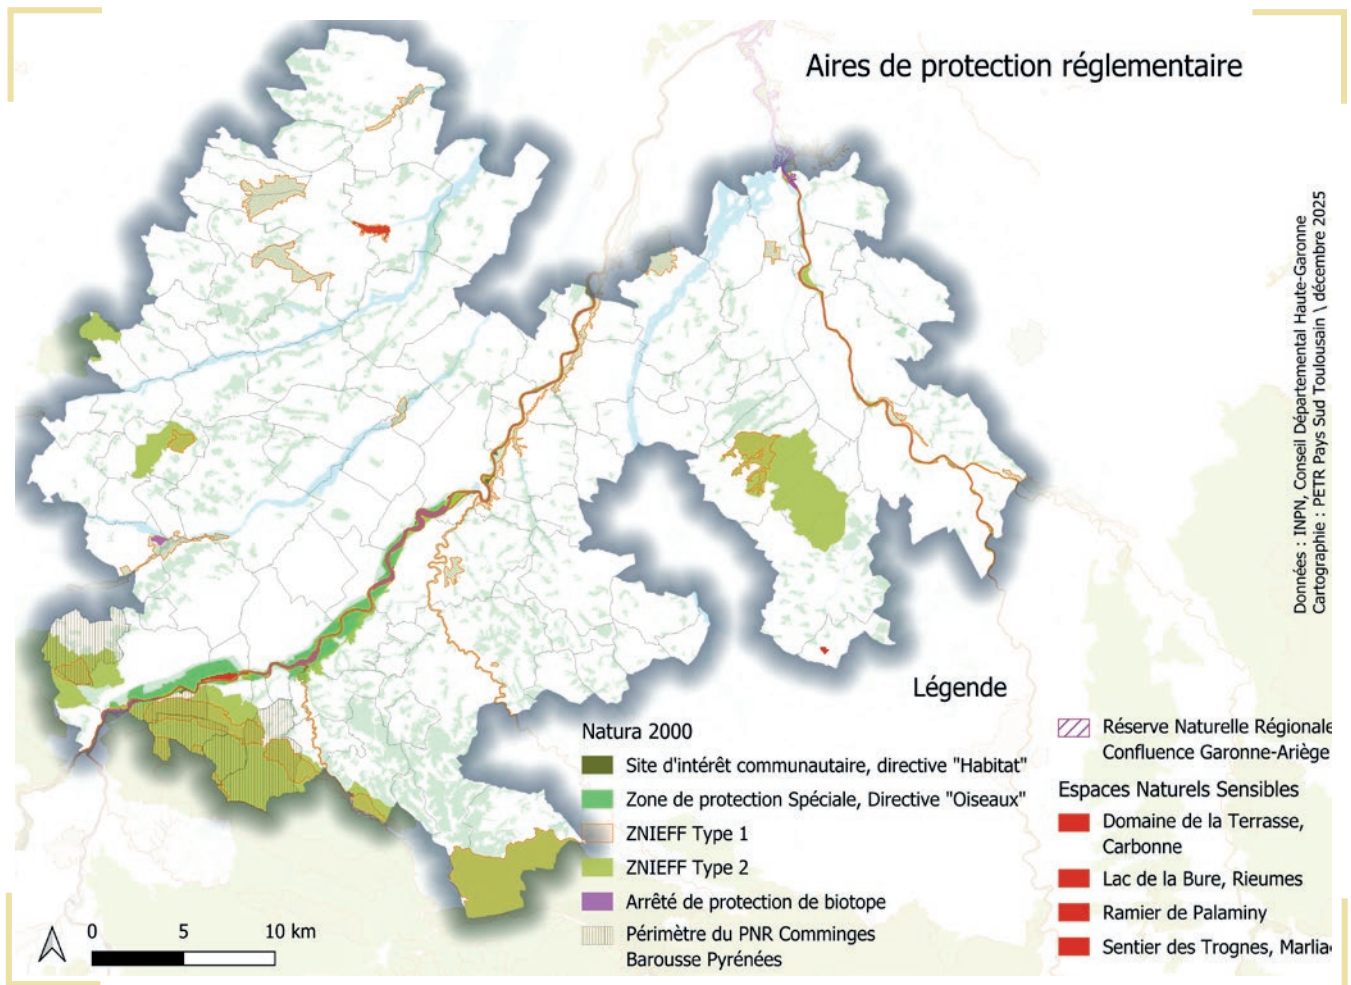 Aires de protection réglementaire
Données : INPN, Conseil Départemental Haute-Garonne
Cartographie : PETR Pays Sud Toulousain \ décembre 2025
Légende
Natura 2000
Site d'intérêt communautaire, directive "Habitat"
Zone de protection Spéciale, Directive "Oiseaux"
ZNIEFF Type 1
ZNIEFF Type 2
Arrêté de protection de biotope
Périmètre du PNR Comminges
Barousse Pyrénées
Réserve Naturelle Régionale
Confluence Garonne-Ariège
Espaces Naturels Sensibles
Domaine de la Terrasse,
Carbonne
Lac de la Bure, Rieumes
Ramier de Palaminy
Sentier des Trognes, Marlia
0 5 10 km